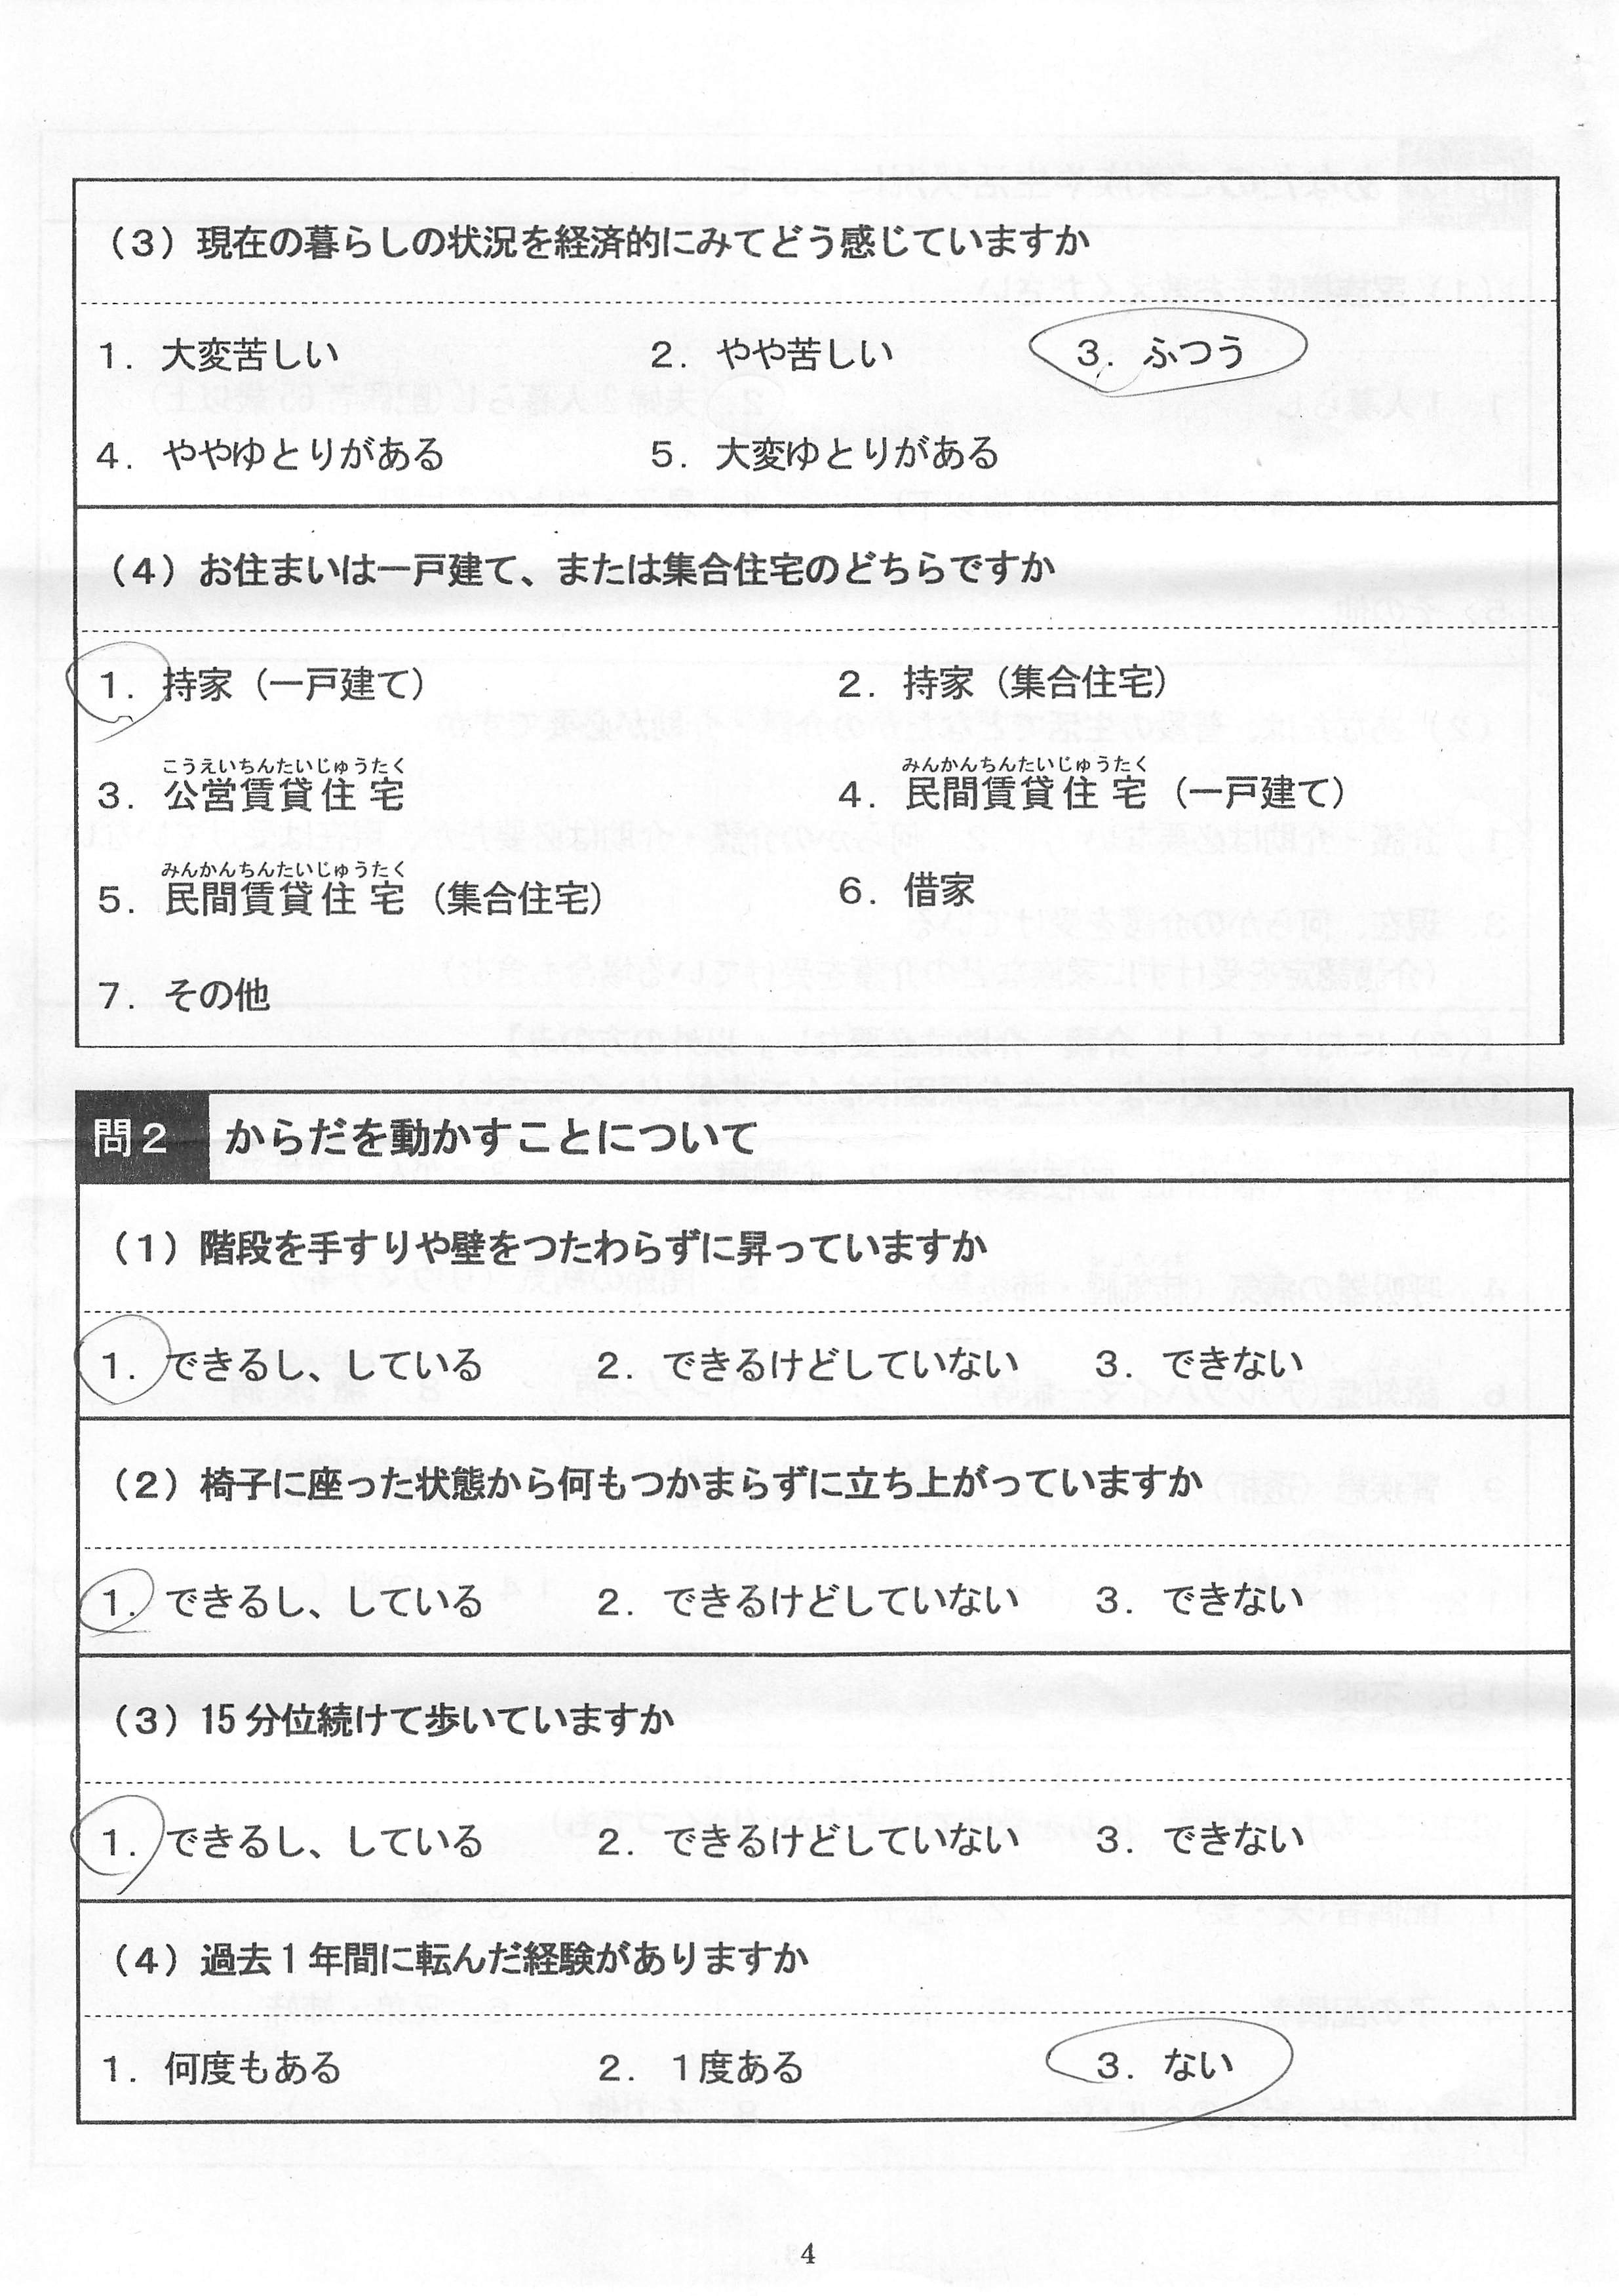 （3）現在の暮らしの状況を経済的にみてどう感じていますか
1．大変苦しい　2．やや苦しい　3．ふつう
4．ややゆとりがある　5．大変ゆとりがある
（4）お住まいは一戸建て、または集合住宅のどちらですか
1．持家（一戸建て）　2．持家（集合住宅）
こうえいちんたいじゅうたく　みんかんちんたいじゅうたく
3．公営賃貸住宅　4．民間賃貸住宅（一戸建て）
みんかんちんたいじゅうたく
5．民間賃貸住宅（集合住宅）　6．借家
7．その他
問2　からだを動かすことについて
（1）階段を手すりや壁をつたわらずに昇っていますか
1．できるし、している　2．できるけどしていない　3．できない
（2）椅子に座った状態から何もつかまらずに立ち上がっていますか
1．できるし、している　2．できるけどしていない　3．できない
（3）15分位続けて歩いていますか
1．できるし、している　2．できるけどしていない　3．できない
（4）過去1年間に転んだ経験がありますか
1．何度もある　2．1度ある　3．ない
4